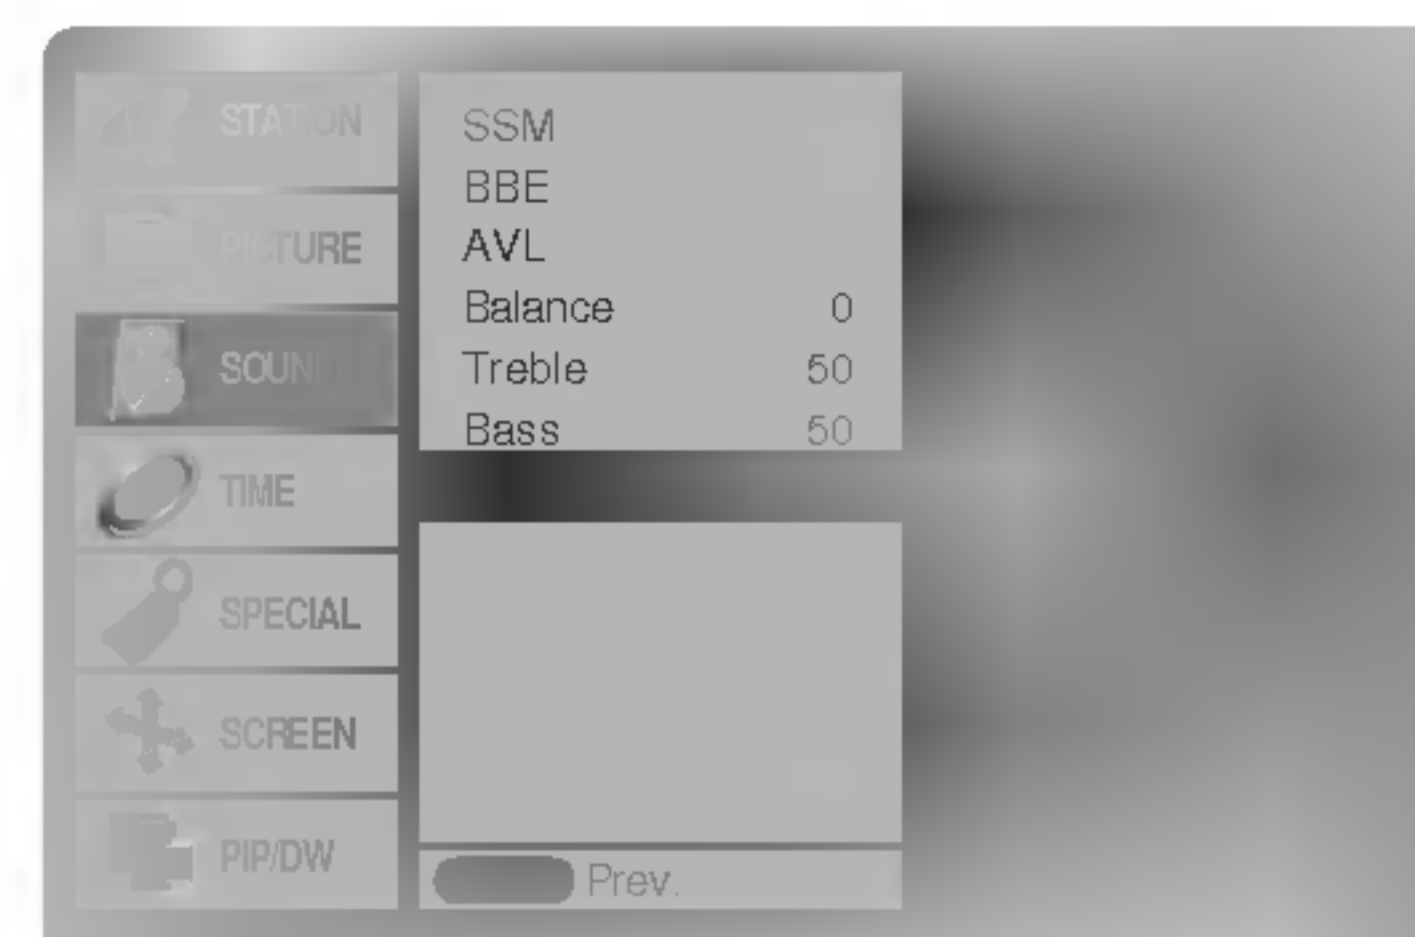 STATION
PICTURE
SOUND
TIME
SPECIAL
SCREEN
PIP/DW
SSM
BBE
AVL
Balance 0
Treble 50
Bass 50
Prev.